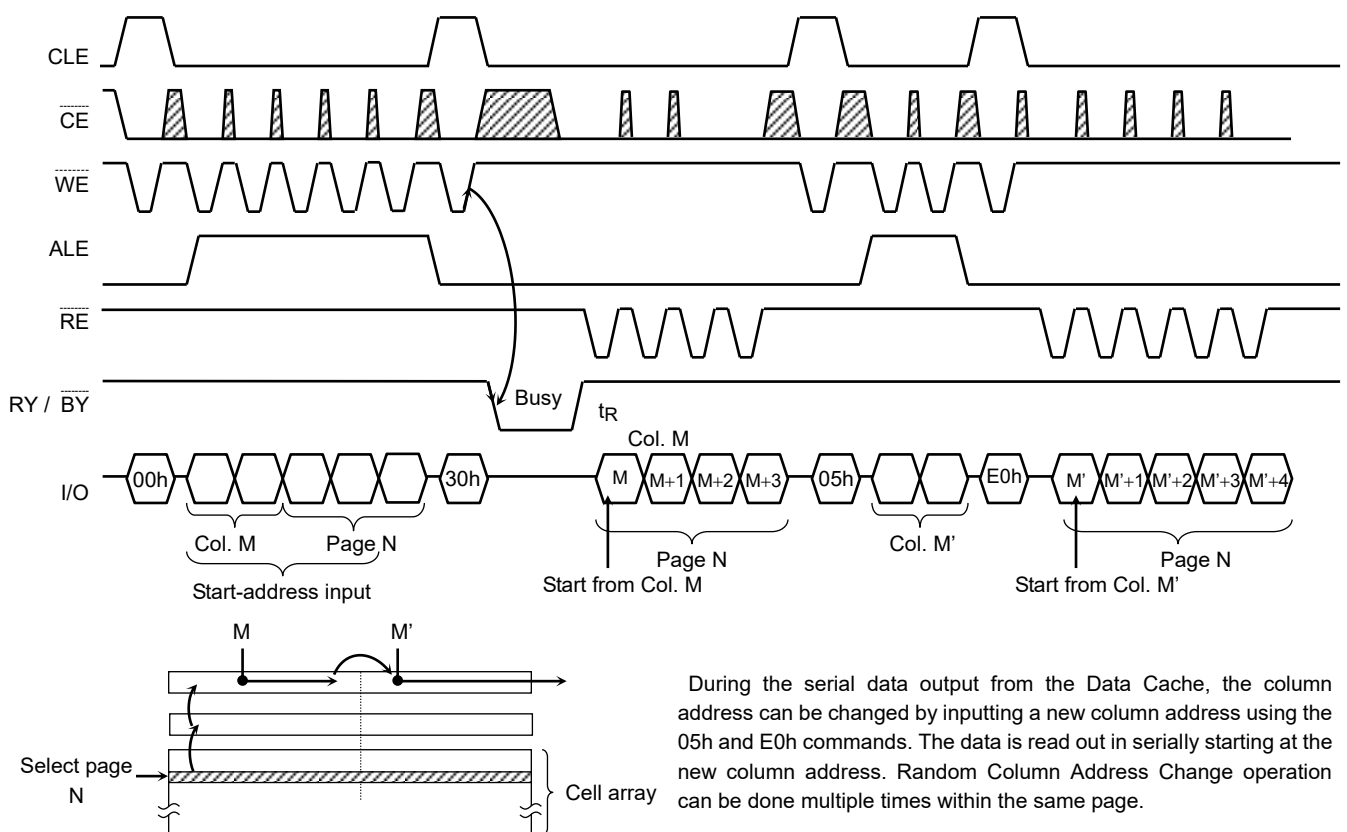 CLE
CE
WE
ALE
RE
RY / BY
Busy
tR
Col. M
I/O
00h
30h
M
M+1
M+2
M+3
05h
E0h
M'
M'+1
M'+2
M'+3
M'+4
Col. M
Page N
Page N
Col. M’
Page N
Start-address input
Start from Col. M
Start from Col. M’
M
M’
Select page
N
Cell array
During the serial data output from the Data Cache, the column
address can be changed by inputting a new column address using the
05h and E0h commands. The data is read out in serially starting at the
new column address. Random Column Address Change operation
can be done multiple times within the same page.